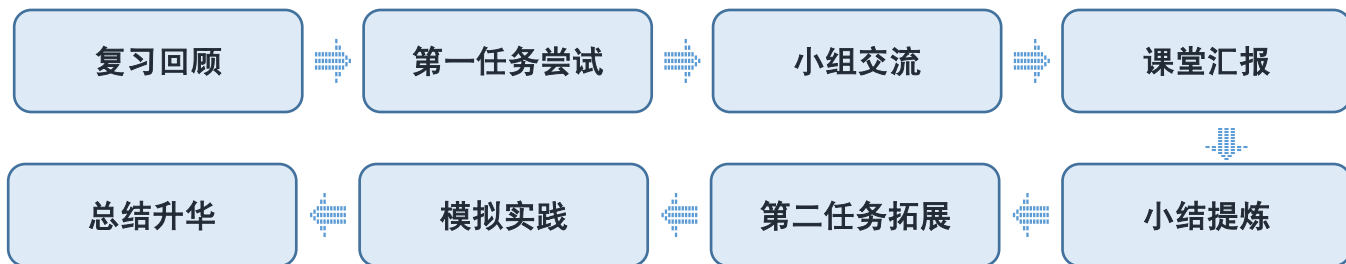 复习回顾
第一任务尝试
小组交流
课堂汇报
小结提炼
第二任务拓展
模拟实践
总结升华